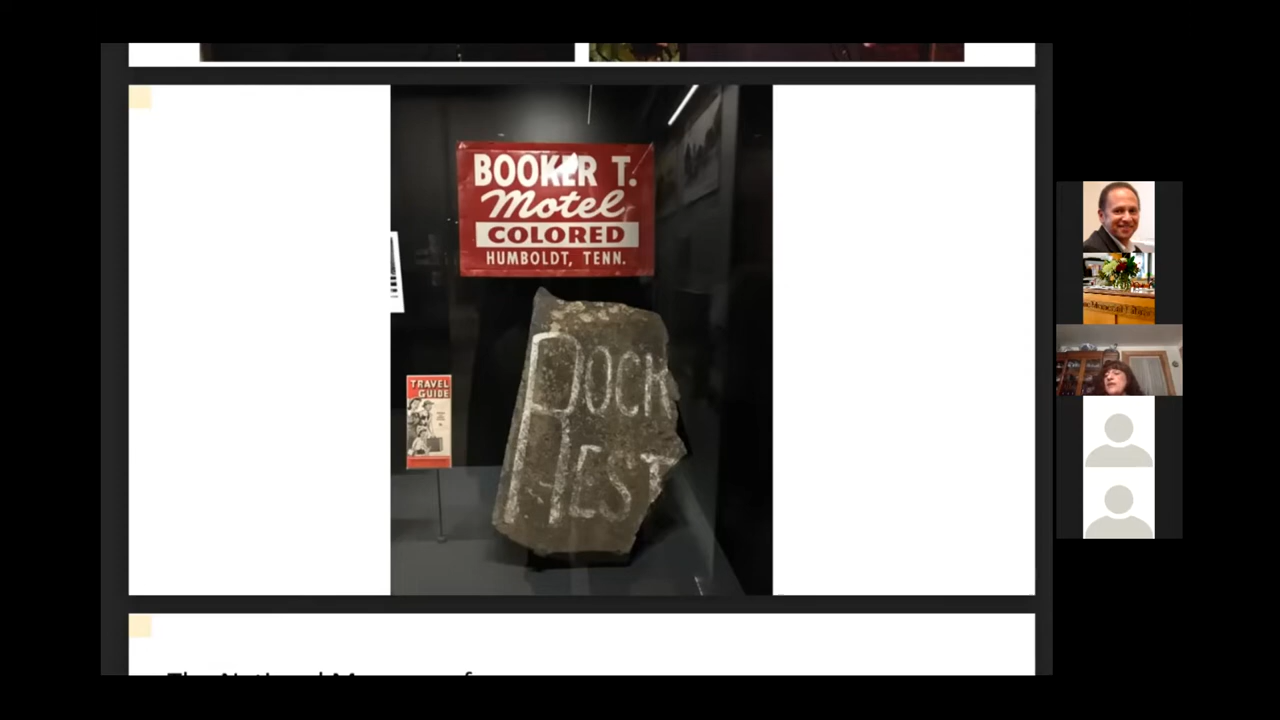 BOOKER T.
Motel
COLORED
HUMBOLDT, TENN.
TRAVEL
GUIDE
ROCK
REST